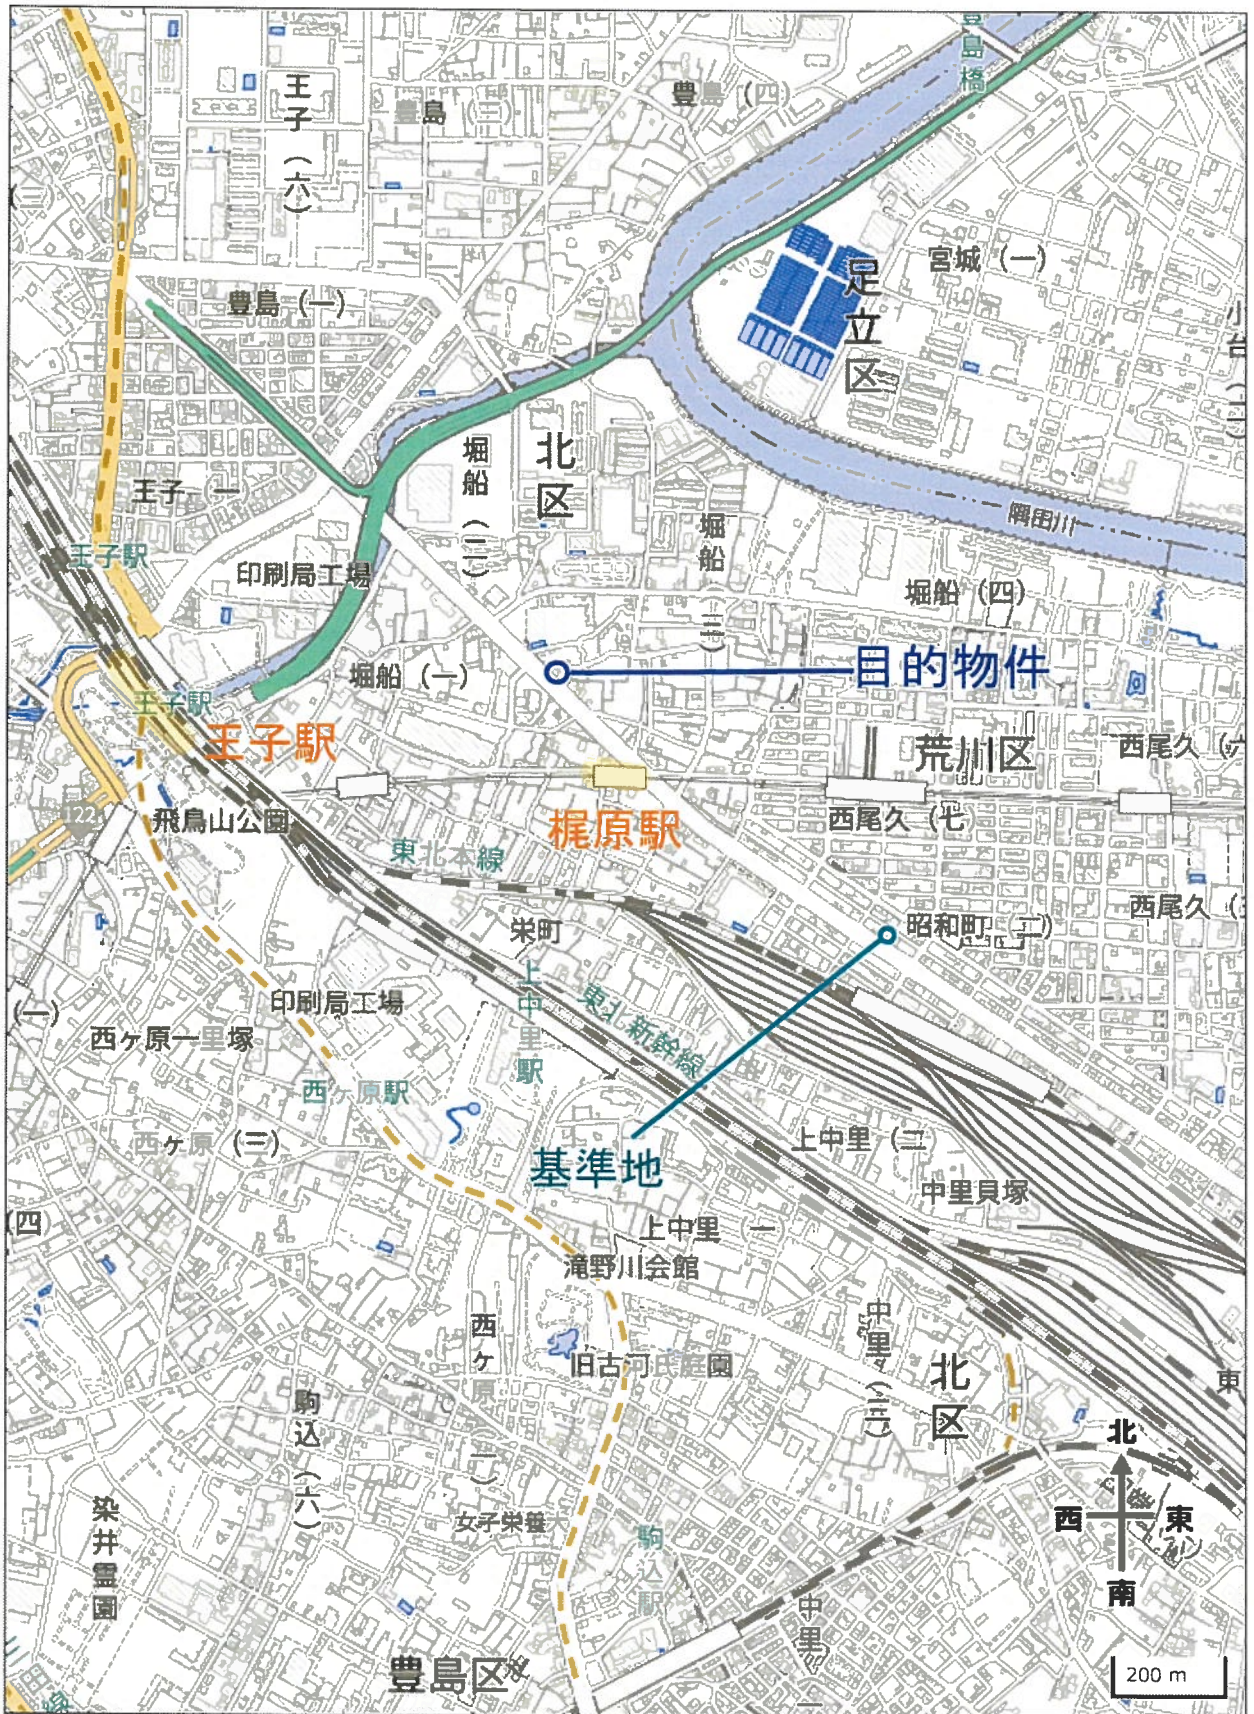 豊島橋
王子（六）
豊島（三）
豊島（四）
足立区
宮城（一）
豊島（一）
北区
堀船（二）
王子（一）
隅田川
堀船（三）
王子駅
印刷局工場
堀船（四）
目的物件
堀船（一）
王子駅
王子駅
荒川区
西尾久（六
122
飛鳥山公園
梶原駅
西尾久（七
東北本線
西尾久（五
昭和町（二）
栄町
上中里駅
東北新幹線
印刷局工場
（一）
西ヶ原一里塚
西ヶ原駅
西ヶ原（三）
基準地
上中里（二
中里貝塚
（四）
上中里（一
滝野川会館
中里（三）
西ヶ原（一）
旧古河氏庭園
北区
東
駒込（六）
北
西
東
南
染井霊園
女子栄養大
駒込駅
中里（一
豊島区
200 m